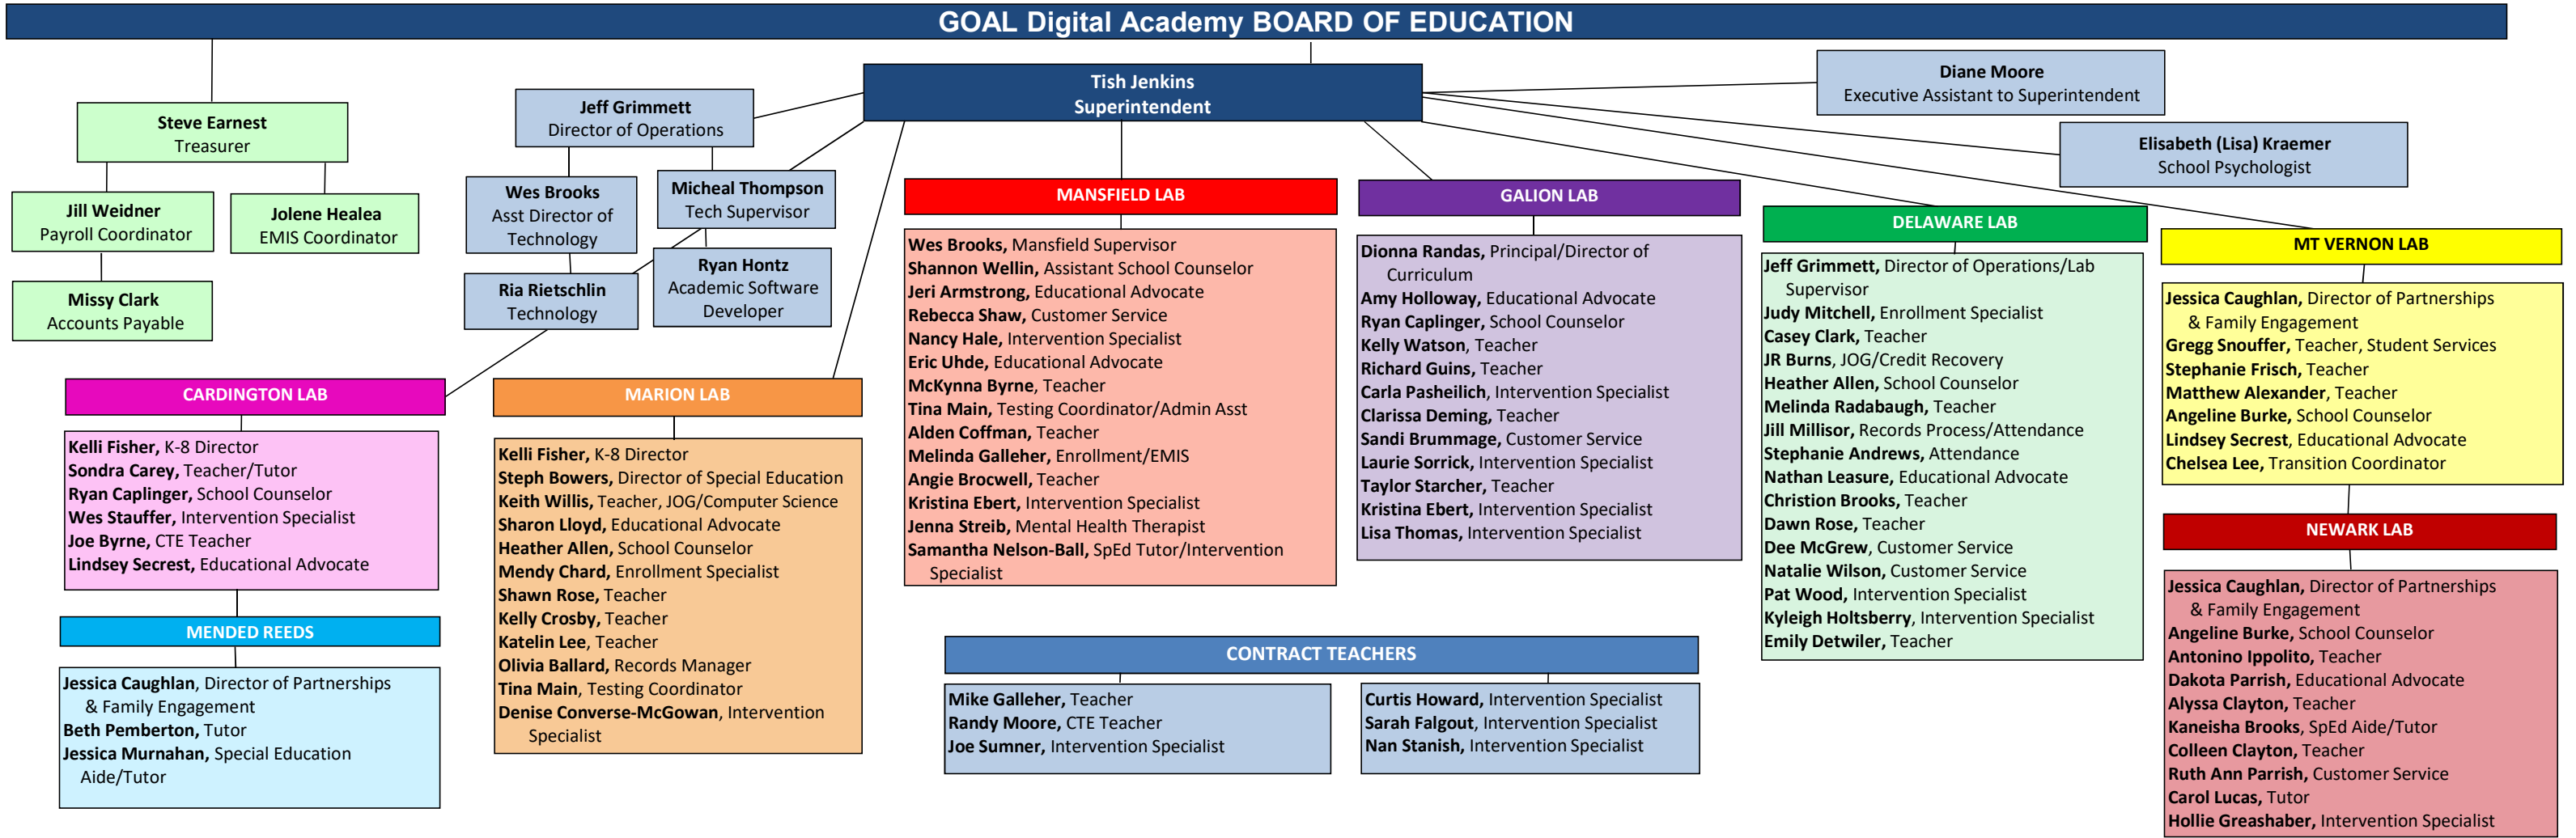 GOAL Digital Academy BOARD OF EDUCATION
Tish Jenkins
Superintendent
Diane Moore
Executive Assistant to Superintendent
Elisabeth (Lisa) Kraemer
School Psychologist
Steve Earnest
Treasurer
Jill Weidner
Payroll Coordinator
Jolene Healea
EMIS Coordinator
Missy Clark
Accounts Payable
Jeff Grimmett
Director of Operations
Wes Brooks
Asst Director of
Technology
Micheal Thompson
Tech Supervisor
Ria Rietschlin
Technology
Ryan Hontz
Academic Software
Developer
CARDINGTON LAB
Kelli Fisher, K-8 Director
Sondra Carey, Teacher/Tutor
Ryan Caplinger, School Counselor
Wes Stauffer, Intervention Specialist
Joe Byrne, CTE Teacher
Lindsey Secrest, Educational Advocate
MENDED REEDS
Jessica Caughlan, Director of Partnerships
& Family Engagement
Beth Pemberton, Tutor
Jessica Murnahan, Special Education
Aide/Tutor
MARION LAB
Kelli Fisher, K-8 Director
Steph Bowers, Director of Special Education
Keith Willis, Teacher, JOG/Computer Science
Sharon Lloyd, Educational Advocate
Heather Allen, School Counselor
Mendy Chard, Enrollment Specialist
Shawn Rose, Teacher
Kelly Crosby, Teacher
Katelin Lee, Teacher
Olivia Ballard, Records Manager
Tina Main, Testing Coordinator
Denise Converse-McGowan, Intervention
Specialist
MANSFIELD LAB
Wes Brooks, Mansfield Supervisor
Shannon Wellin, Assistant School Counselor
Jeri Armstrong, Educational Advocate
Rebecca Shaw, Customer Service
Nancy Hale, Intervention Specialist
Eric Uhde, Educational Advocate
McKynna Byrne, Teacher
Tina Main, Testing Coordinator/Admin Asst
Alden Coffman, Teacher
Melinda Galleher, Enrollment/EMIS
Angie Brocwell, Teacher
Kristina Ebert, Intervention Specialist
Jenna Streib, Mental Health Therapist
Samantha Nelson-Ball, SpEd Tutor/Intervention
Specialist
GALION LAB
Dionna Randas, Principal/Director of
Curriculum
Amy Holloway, Educational Advocate
Ryan Caplinger, School Counselor
Kelly Watson, Teacher
Richard Guins, Teacher
Carla Pasheilich, Intervention Specialist
Clarissa Deming, Teacher
Sandi Brummage, Customer Service
Laurie Sorrick, Intervention Specialist
Taylor Starcher, Teacher
Kristina Ebert, Intervention Specialist
Lisa Thomas, Intervention Specialist
CONTRACT TEACHERS
Mike Galleher, Teacher
Randy Moore, CTE Teacher
Joe Sumner, Intervention Specialist
Curtis Howard, Intervention Specialist
Sarah Falgout, Intervention Specialist
Nan Stanish, Intervention Specialist
DELAWARE LAB
Jeff Grimmett, Director of Operations/Lab
Supervisor
Judy Mitchell, Enrollment Specialist
Casey Clark, Teacher
JR Burns, JOG/Credit Recovery
Heather Allen, School Counselor
Melinda Radabaugh, Teacher
Jill Millisor, Records Process/Attendance
Stephanie Andrews, Attendance
Nathan Leasure, Educational Advocate
Christion Brooks, Teacher
Dawn Rose, Teacher
Dee McGrew, Customer Service
Natalie Wilson, Customer Service
Pat Wood, Intervention Specialist
Kyleigh Holtsberry, Intervention Specialist
Emily Detwiler, Teacher
MT VERNON LAB
Jessica Caughlan, Director of Partnerships
& Family Engagement
Gregg Snouffer, Teacher, Student Services
Stephanie Frisch, Teacher
Matthew Alexander, Teacher
Angeline Burke, School Counselor
Lindsey Secrest, Educational Advocate
Chelsea Lee, Transition Coordinator
NEWARK LAB
Jessica Caughlan, Director of Partnerships
& Family Engagement
Angeline Burke, School Counselor
Antonino Ippolito, Teacher
Dakota Parrish, Educational Advocate
Alyssa Clayton, Teacher
Kaneisha Brooks, SpEd Aide/Tutor
Colleen Clayton, Teacher
Ruth Ann Parrish, Customer Service
Carol Lucas, Tutor
Hollie Greashaber, Intervention Specialist